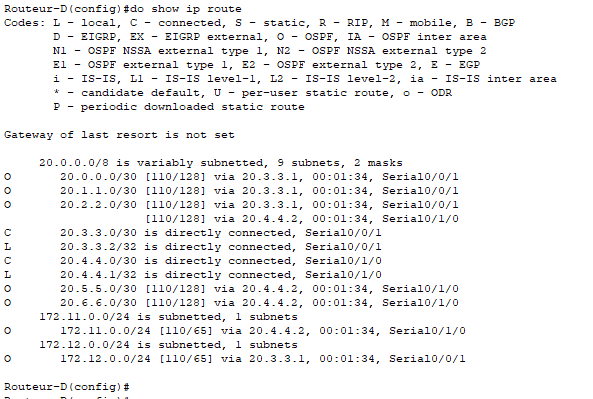 Routeur-D(config)#do show ip route
Codes: L - local, C - connected, S - static, R - RIP, M - mobile, B - BGP
       D - EIGRP, EX - EIGRP external, O - OSPF, IA - OSPF inter area
       N1 - OSPF NSSA external type 1, N2 - OSPF NSSA external type 2
       E1 - OSPF external type 1, E2 - OSPF external type 2, E - EGP
       i - IS-IS, L1 - IS-IS level-1, L2 - IS-IS level-2, ia - IS-IS inter area
       * - candidate default, U - per-user static route, o - ODR
       P - periodic downloaded static route
Gateway of last resort is not set
     20.0.0.0/8 is variably subnetted, 9 subnets, 2 masks
O       20.0.0.0/30 [110/128] via 20.3.3.1, 00:01:34, Serial0/0/1
O       20.1.1.0/30 [110/128] via 20.3.3.1, 00:01:34, Serial0/0/1
O       20.2.2.0/30 [110/128] via 20.3.3.1, 00:01:34, Serial0/0/1
                    [110/128] via 20.4.4.2, 00:01:34, Serial0/1/0
C       20.3.3.0/30 is directly connected, Serial0/0/1
L       20.3.3.2/32 is directly connected, Serial0/0/1
C       20.4.4.0/30 is directly connected, Serial0/1/0
L       20.4.4.1/32 is directly connected, Serial0/1/0
O       20.5.5.0/30 [110/128] via 20.4.4.2, 00:01:34, Serial0/1/0
O       20.6.6.0/30 [110/128] via 20.4.4.2, 00:01:34, Serial0/1/0
     172.11.0.0/24 is subnetted, 1 subnets
O       172.11.0.0/24 [110/65] via 20.4.4.2, 00:01:34, Serial0/1/0
     172.12.0.0/24 is subnetted, 1 subnets
O       172.12.0.0/24 [110/65] via 20.3.3.1, 00:01:34, Serial0/0/1
Routeur-D(config)#
Routeur-D(config)#